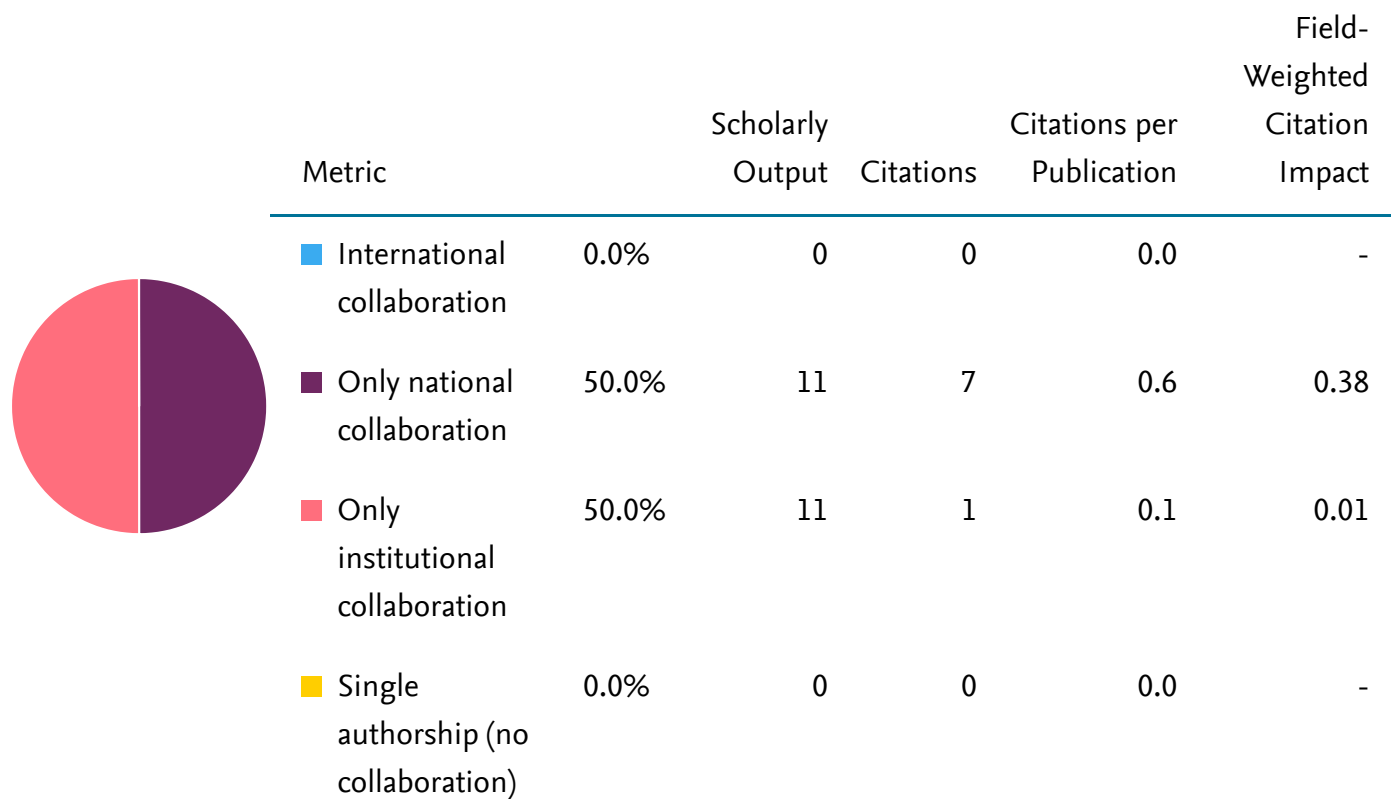 Field-
Weighted
Scholarly Citations per Citation
Metric Output Citations Publication Impact
International 0.0% 0 0 0.0 -
collaboration
Only national 50.0% 11 7 0.6 0.38
collaboration
Only 50.0% 11 1 0.1 0.01
institutional
collaboration
Single 0.0% 0 0 0.0 -
authorship (no
collaboration)